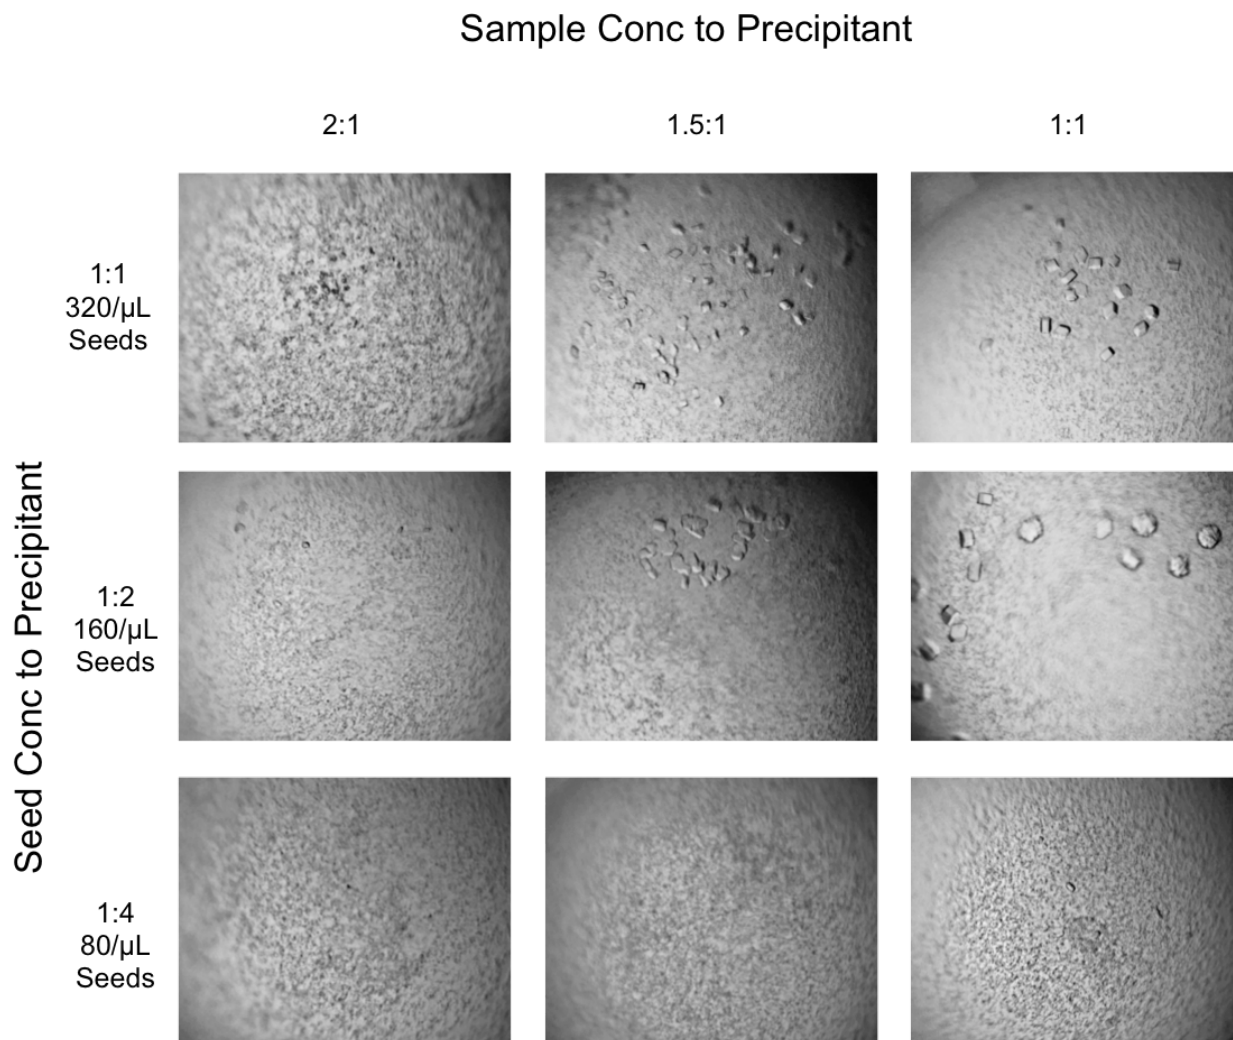 Sample Conc to Precipitant
2:1
1.5:1
1:1
Seed Conc to Precipitant
1:1
320/µL
Seeds
1:2
160/µL
Seeds
1:4
80/µL
Seeds